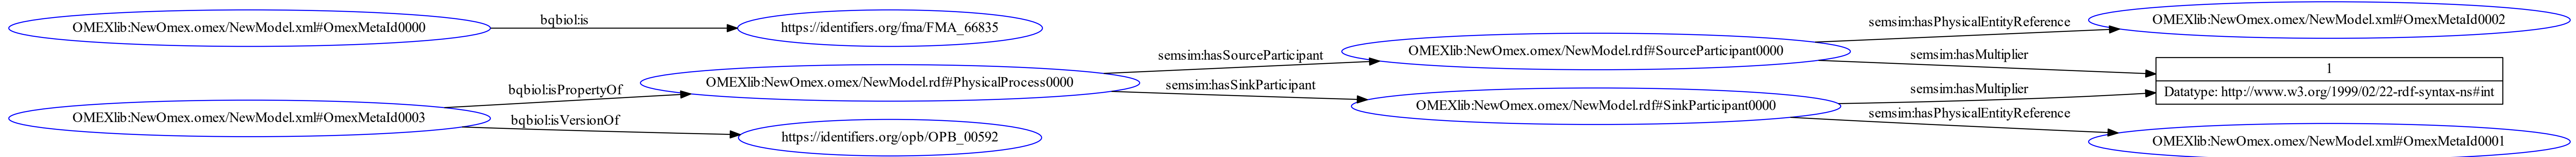 OMEXlib:NewOmex.omex/NewModel.xml#OmexMetaId0000
bqbiol:is
https://identifiers.org/fma/FMA_66835
OMEXlib:NewOmex.omex/NewModel.xml#OmexMetaId0003
bqbiol:isPropertyOf
OMEXlib:NewOmex.omex/NewModel.rdf#PhysicalProcess0000
bqbiol:isVersionOf
https://identifiers.org/opb/OPB_00592
semsim:hasSourceParticipant
OMEXlib:NewOmex.omex/NewModel.rdf#SourceParticipant0000
semsim:hasSinkParticipant
OMEXlib:NewOmex.omex/NewModel.rdf#SinkParticipant0000
semsim:hasPhysicalEntityReference
OMEXlib:NewOmex.omex/NewModel.xml#OmexMetaId0002
semsim:hasMultiplier
1
Datatype: http://www.w3.org/1999/02/22-rdf-syntax-ns#int
semsim:hasMultiplier
semsim:hasPhysicalEntityReference
OMEXlib:NewOmex.omex/NewModel.xml#OmexMetaId0001